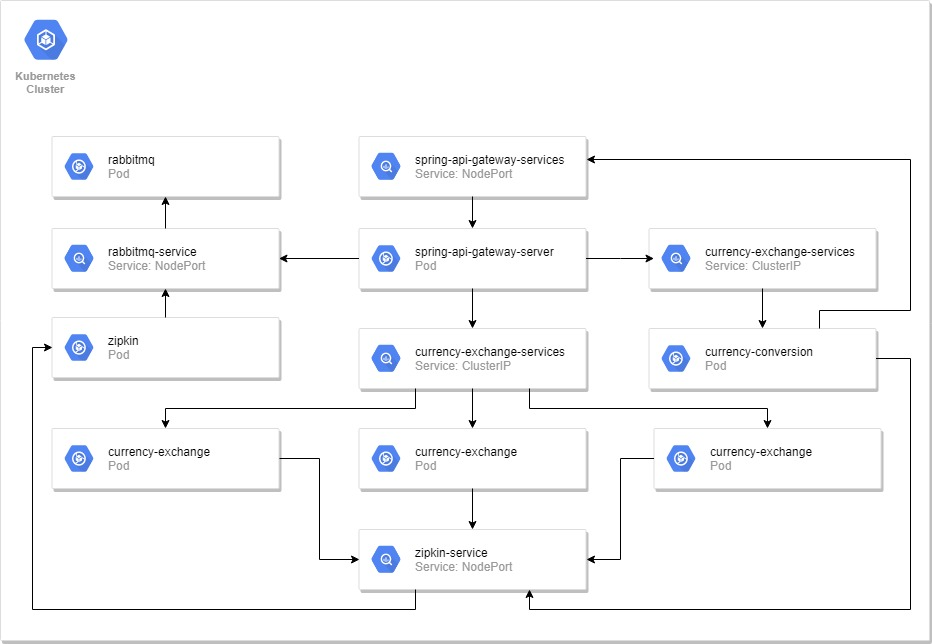 Kubernetes
Cluster
rabbitmq
Pod
spring-api-gateway-services
Service: NodePort
rabbitmq-service
Service: NodePort
spring-api-gateway-server
Pod
currency-exchange-services
Service: ClusterIP
zipkin
Pod
currency-exchange-services
Service: ClusterIP
currency-conversion
Pod
currency-exchange
Pod
currency-exchange
Pod
currency-exchange
Pod
zipkin-service
Service: NodePort